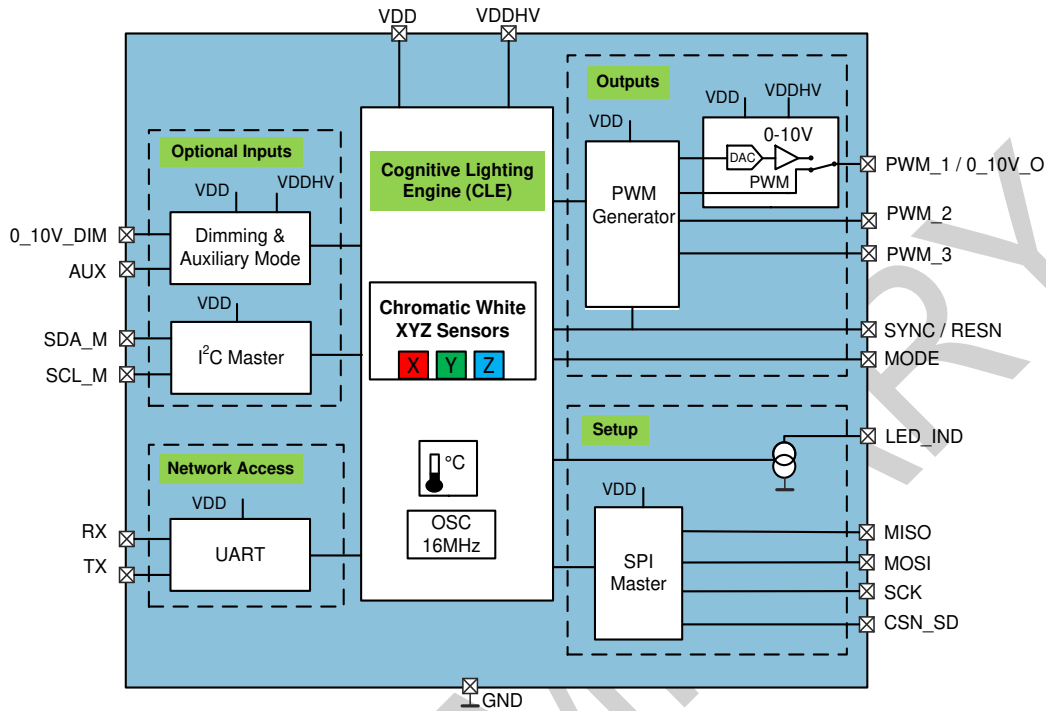 VDD
VDDHV
Outputs
VDD
VDDHV
VDD
0-10V
DAC
PWM
PWM
Generator
PWM_1 / 0_10V_O
PWM_2
PWM_3
SYNC / RESN
MODE
Optional Inputs
VDD
VDDHV
0_10V_DIM
AUX
Dimming &
Auxiliary Mode
VDD
SDA_M
SCL_M
I²C Master
Cognitive Lighting
Engine (CLE)
Chromatic White
XYZ Sensors
X Y Z
°C
OSC
16MHz
Network Access
VDD
RX
TX
UART
Setup
LED_IND
VDD
SPI
Master
MISO
MOSI
SCK
CSN_SD
GND